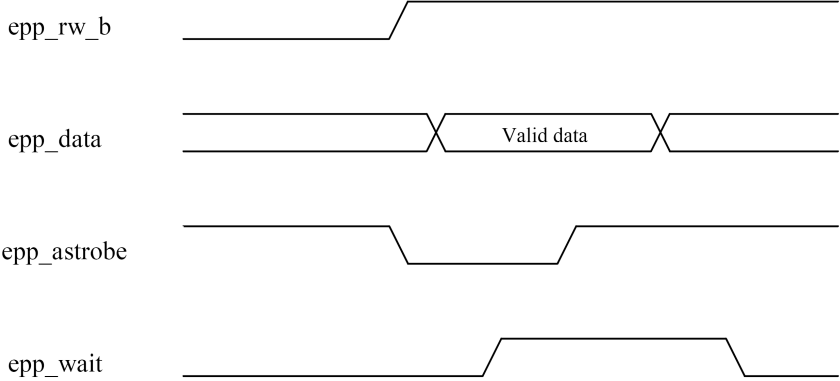 epp_rw_b
epp_data
Valid data
epp_astrobe
epp_wait